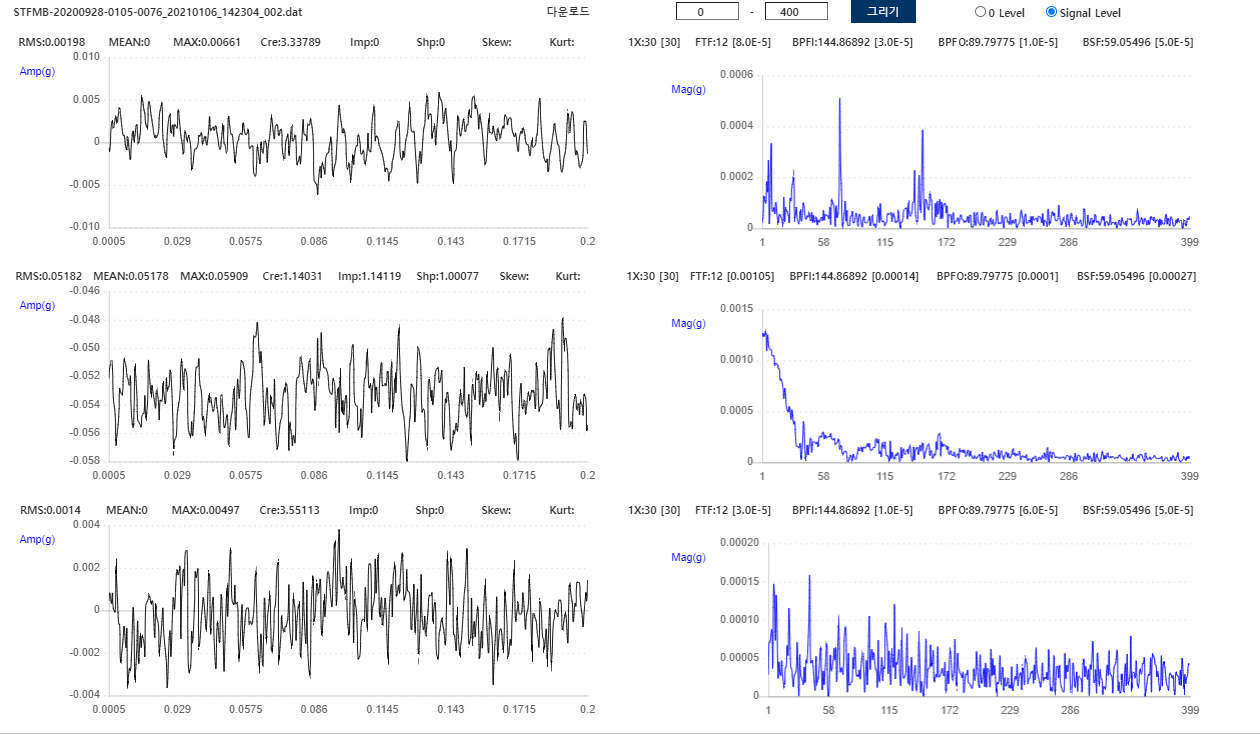 STFMB-20200928-0105-0076_20210106_142304_002.dat 다운로드 0 - 400 그리기 0 Level Signal Level
RMS:0.00198 MEAN:0 MAX:0.00661 Cre:3.33789 Imp:0 Shp:0 Skew: Kurt:
Amp(g)
0.010
0.005
0
-0.005
-0.010
0.0005 0.029 0.0575 0.086 0.1145 0.143 0.1715 0.2
1X:30 [30] FTF:12 [8.0E-5] BPFI:144.86892 [3.0E-5] BPFO:89.79775 [1.0E-5] BSF:59.05496 [5.0E-5]
Mag(g)
0.0006
0.0004
0.0002
0
1 58 115 172 229 286 399
RMS:0.05182 MEAN:0.05178 MAX:0.05909 Cre:1.14031 Imp:1.14119 Shp:1.00077 Skew: Kurt:
Amp(g)
-0.046
-0.048
-0.050
-0.052
-0.054
-0.056
-0.058
0.0005 0.029 0.0575 0.086 0.1145 0.143 0.1715 0.2
1X:30 [30] FTF:12 [0.00105] BPFI:144.86892 [0.00014] BPFO:89.79775 [0.0001] BSF:59.05496 [0.00027]
Mag(g)
0.0015
0.0010
0.0005
0
1 58 115 172 229 286 399
RMS:0.0014 MEAN:0 MAX:0.00497 Cre:3.55113 Imp:0 Shp:0 Skew: Kurt:
Amp(g)
0.004
0.002
0
-0.002
-0.004
0.0005 0.029 0.0575 0.086 0.1145 0.143 0.1715 0.2
1X:30 [30] FTF:12 [3.0E-5] BPFI:144.86892 [1.0E-5] BPFO:89.79775 [6.0E-5] BSF:59.05496 [5.0E-5]
Mag(g)
0.00020
0.00015
0.00010
0.00005
0
1 58 115 172 229 286 399